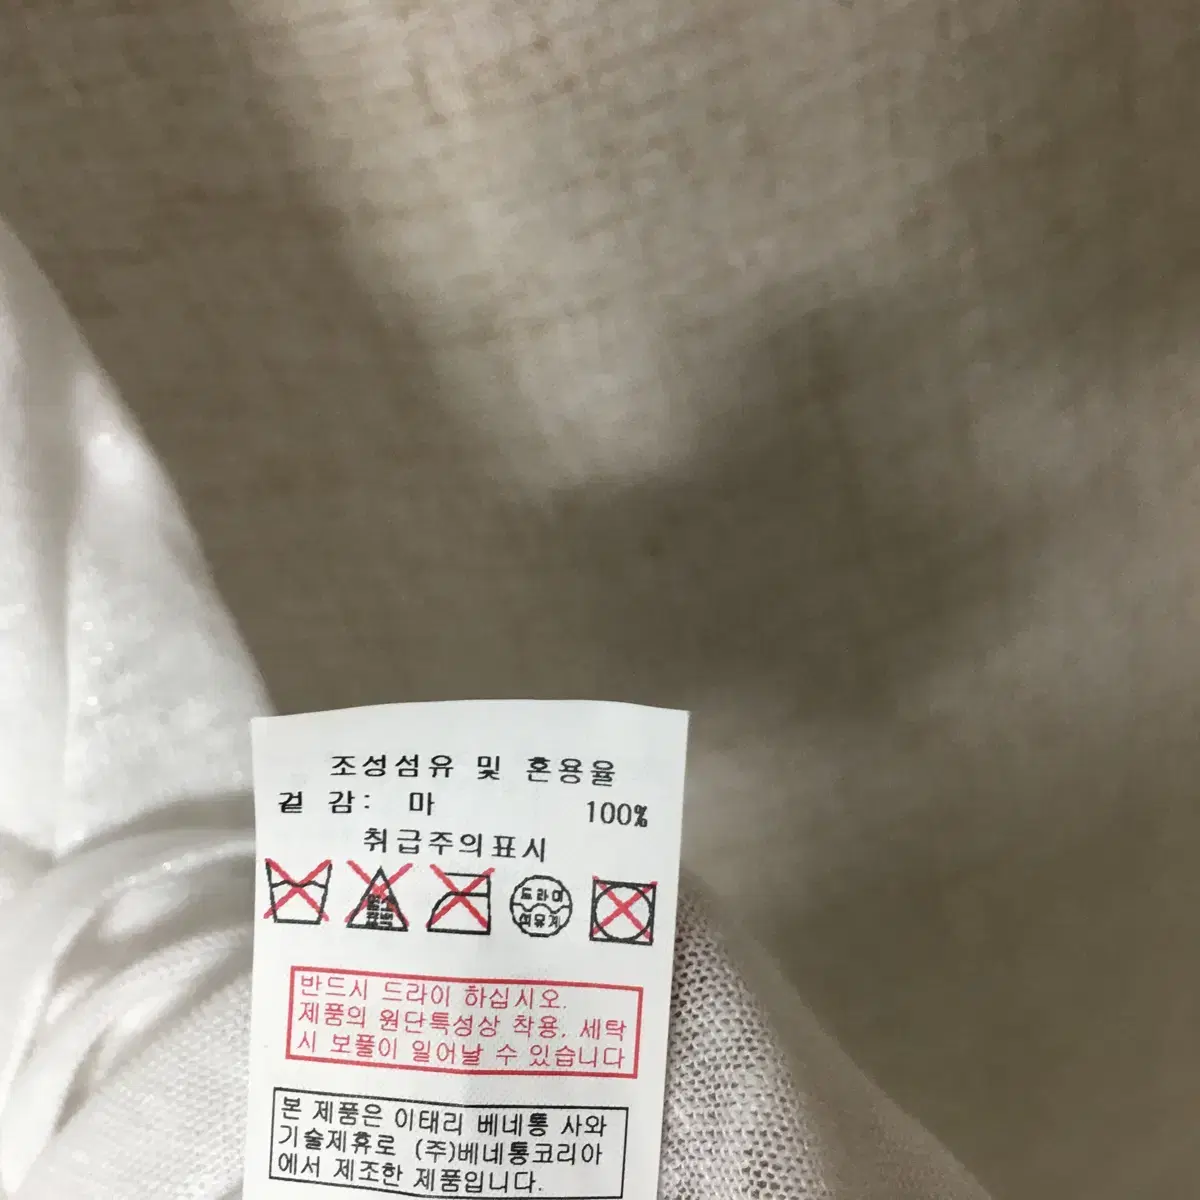 조성섬유 및 혼용율
겉 감: 마 100%
취급주의표시
염소
표백
드라이
석유계
반드시 드라이 하십시오.
제품의 원단특성상 착용, 세탁
시 보풀이 일어날 수 있습니다
본 제품은 이태리 베네통 사와
기술제휴로 (주)베네통코리아
에서 제조한 제품입니다.